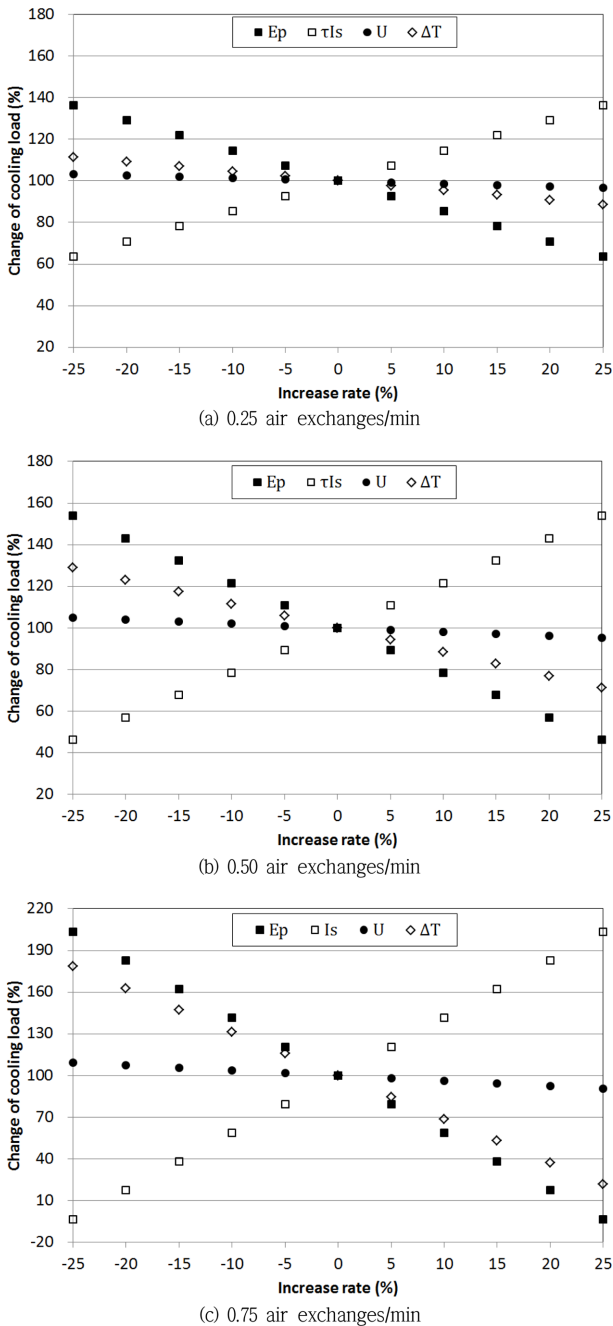 Ep τIs U ΔT
Change of cooling load (%)
180
160
140
120
100
80
60
40
20
-25 -20 -15 -10 -5 0 5 10 15 20 25
Increase rate (%)
(a) 0.25 air exchanges/min
Ep τIs U ΔT
Change of cooling load (%)
180
160
140
120
100
80
60
40
20
-25 -20 -15 -10 -5 0 5 10 15 20 25
Increase rate (%)
(b) 0.50 air exchanges/min
Ep Is U ΔT
Change of cooling load (%)
220
190
160
130
100
70
40
10
-20
-25 -20 -15 -10 -5 0 5 10 15 20 25
Increase rate (%)
(c) 0.75 air exchanges/min